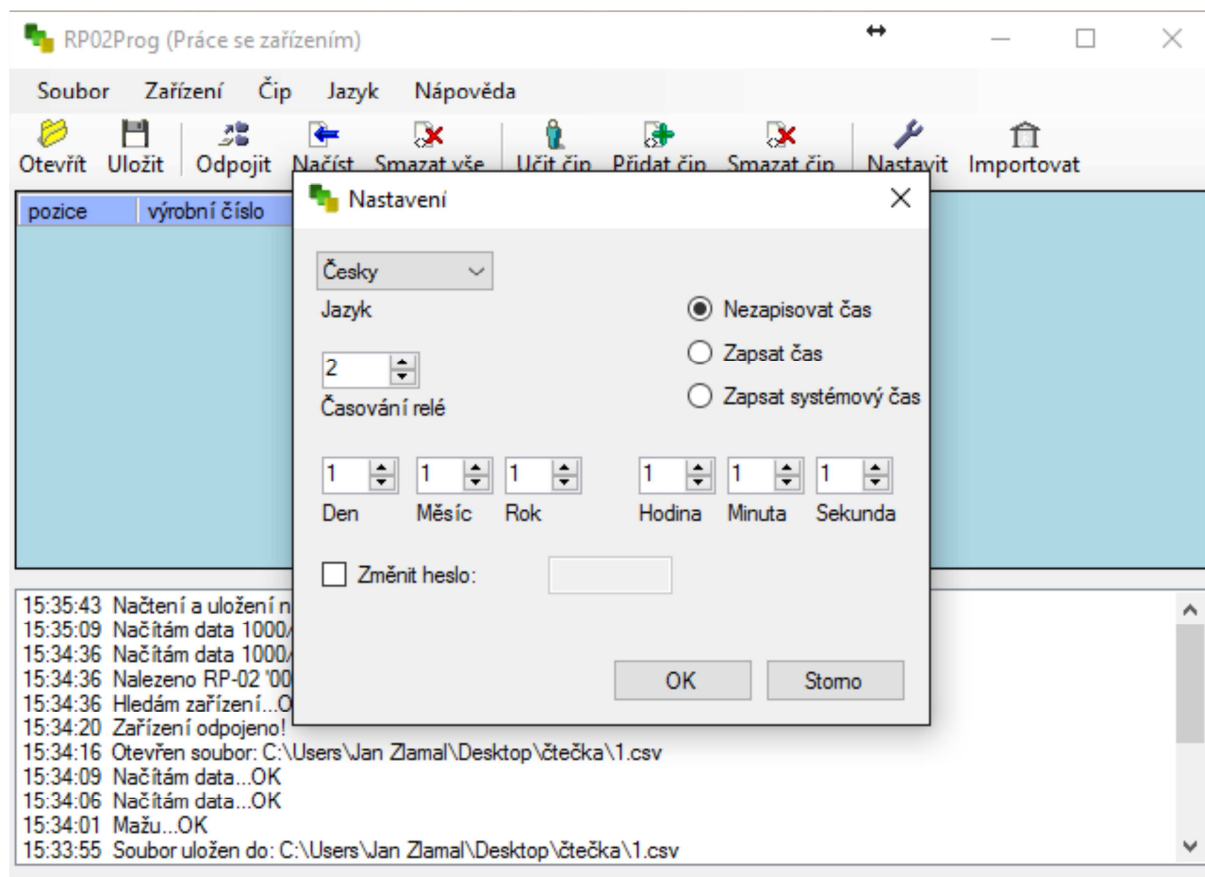 RP02Prog (Práce se zařízením)
Soubor Zařízení Čip Jazyk Nápověda
Otevřít Uložit Odpojit Načíst Smazat vše Učit čip Přidat čip Smazat čip Nastavit Importovat
pozice výrobní číslo
Nastavení
Česky
Jazyk
Nezapisovat čas
2
Zapsat čas
Časování relé
Zapsat systémový čas
1 1 1 1 1 1
Den Měsíc Rok Hodina Minuta Sekunda
Změnit heslo:
OK Storno
15:35:43 Načtení a uložení n
15:35:09 Načítám data 1000/
15:34:36 Načítám data 1000/
15:34:36 Nalezeno RP-02 '00
15:34:36 Hledám zařízení...O
15:34:20 Zařízení odpojeno!
15:34:16 Otevřen soubor: C:\Users\Jan Zlamal\Desktop\čtečka\1.csv
15:34:09 Načítám data...OK
15:34:06 Načítám data...OK
15:34:01 Mažu...OK
15:33:55 Soubor uložen do: C:\Users\Jan Zlamal\Desktop\čtečka\1.csv